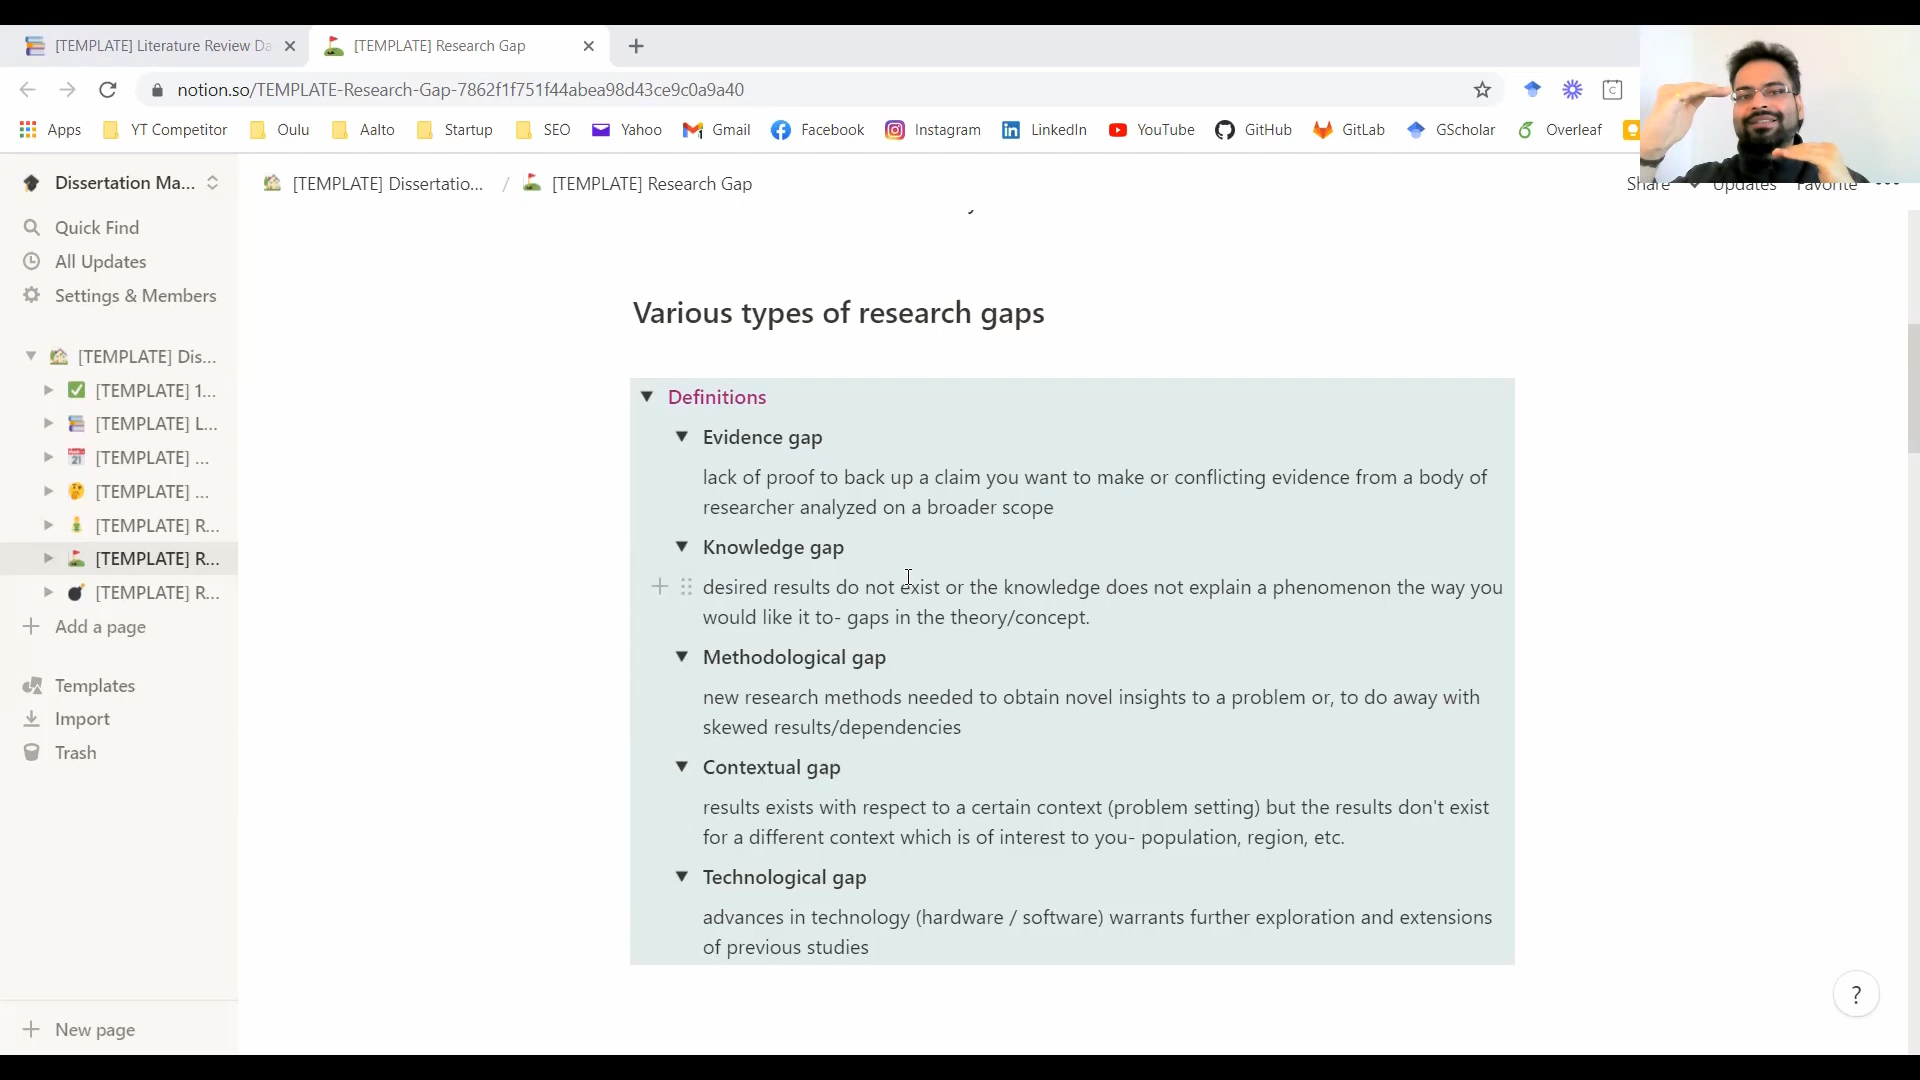 [TEMPLATE] Literature Review Da
[TEMPLATE] Research Gap
notion.so/TEMPLATE-Research-Gap-7862f1f751f44abea98d43ce9c0a9a40
Apps YT Competitor Oulu Aalto Startup SEO Yahoo Gmail Facebook Instagram LinkedIn YouTube GitHub GitLab GScholar Overleaf
Dissertation Ma...
[TEMPLATE] Dissertatio... / [TEMPLATE] Research Gap
Share Updates Favorite
Quick Find
All Updates
Settings & Members
[TEMPLATE] Dis...
[TEMPLATE] 1...
[TEMPLATE] L...
[TEMPLATE] ...
[TEMPLATE] ...
[TEMPLATE] R...
[TEMPLATE] R...
[TEMPLATE] R...
Add a page
Templates
Import
Trash
New page
Various types of research gaps
Definitions
Evidence gap
lack of proof to back up a claim you want to make or conflicting evidence from a body of
researcher analyzed on a broader scope
Knowledge gap
desired results do not exist or the knowledge does not explain a phenomenon the way you
would like it to- gaps in the theory/concept.
Methodological gap
new research methods needed to obtain novel insights to a problem or, to do away with
skewed results/dependencies
Contextual gap
results exists with respect to a certain context (problem setting) but the results don't exist
for a different context which is of interest to you- population, region, etc.
Technological gap
advances in technology (hardware / software) warrants further exploration and extensions
of previous studies
?